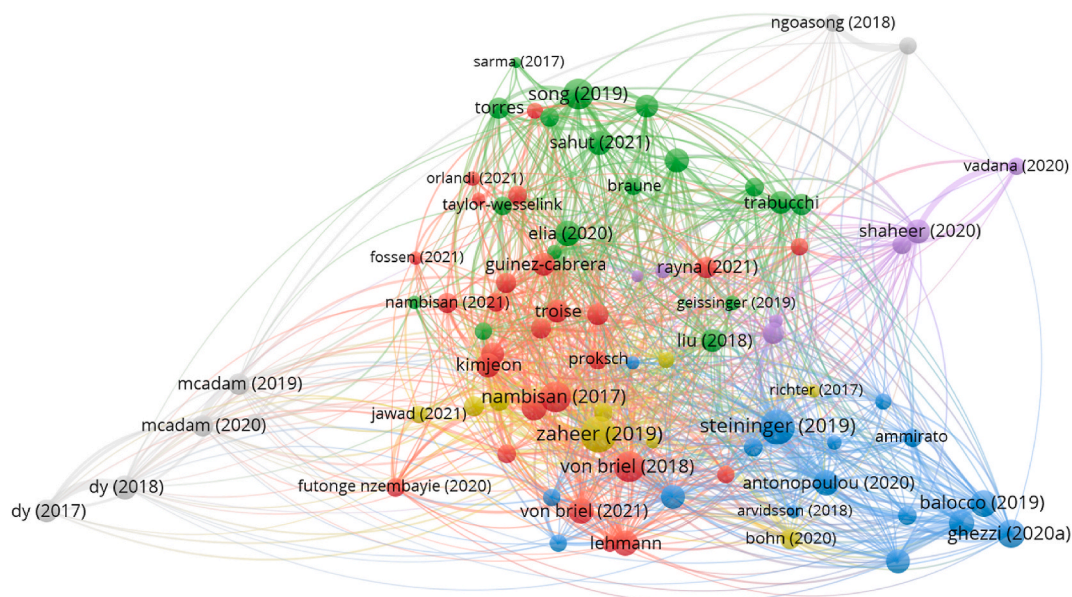 ngoasong (2018)
sarma (2017)
song (2019)
torres
sahut (2021)
vadana (2020)
orlandi (2021)
braune
taylor-wesselink
trabucchi
elia (2020)
shaheer (2020)
fossen (2021)
guinez-cabrera
rayna (2021)
nambisan (2021)
geissinger (2019)
troise
liu (2018)
kimjeon
proksch
mcadam (2019)
richter (2017)
nambisan (2017)
jawad (2021)
mcadam (2020)
steininger (2019)
zaheer (2019)
ammirato
von briel (2018)
dy (2018)
futonge nzembayie (2020)
antonopoulou (2020)
balocco (2019)
dy (2017)
von briel (2021)
arvidsson (2018)
ghezzi (2020a)
lehmann
bohn (2020)